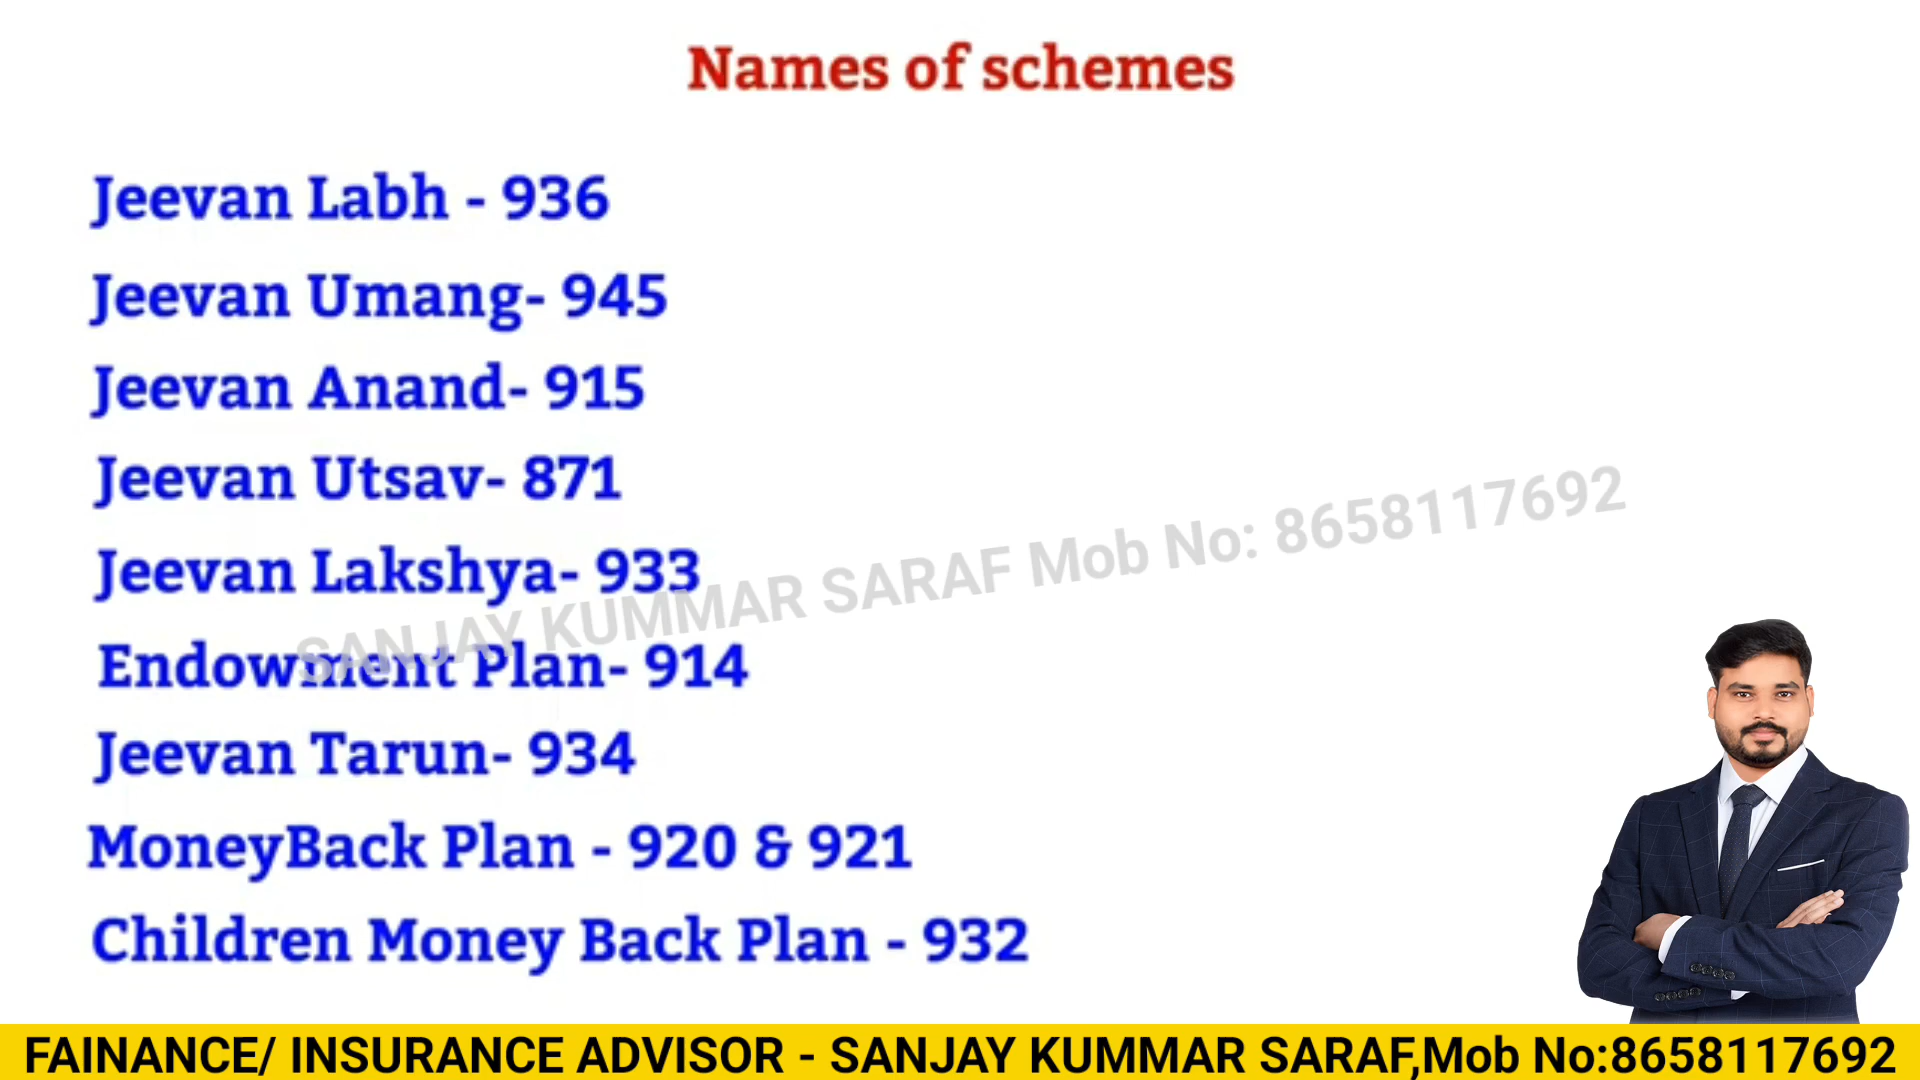 Names of schemes
Jeevan Labh - 936
Jeevan Umang- 945
Jeevan Anand- 915
Jeevan Utsav- 871
Jeevan Lakshya- 933
SANJAY KUMMAR SARAF Mob No: 8658117692
Endowment Plan- 914
Jeevan Tarun- 934
MoneyBack Plan - 920 & 921
Children Money Back Plan - 932
FAINANCE/ INSURANCE ADVISOR - SANJAY KUMMAR SARAF,Mob No:8658117692